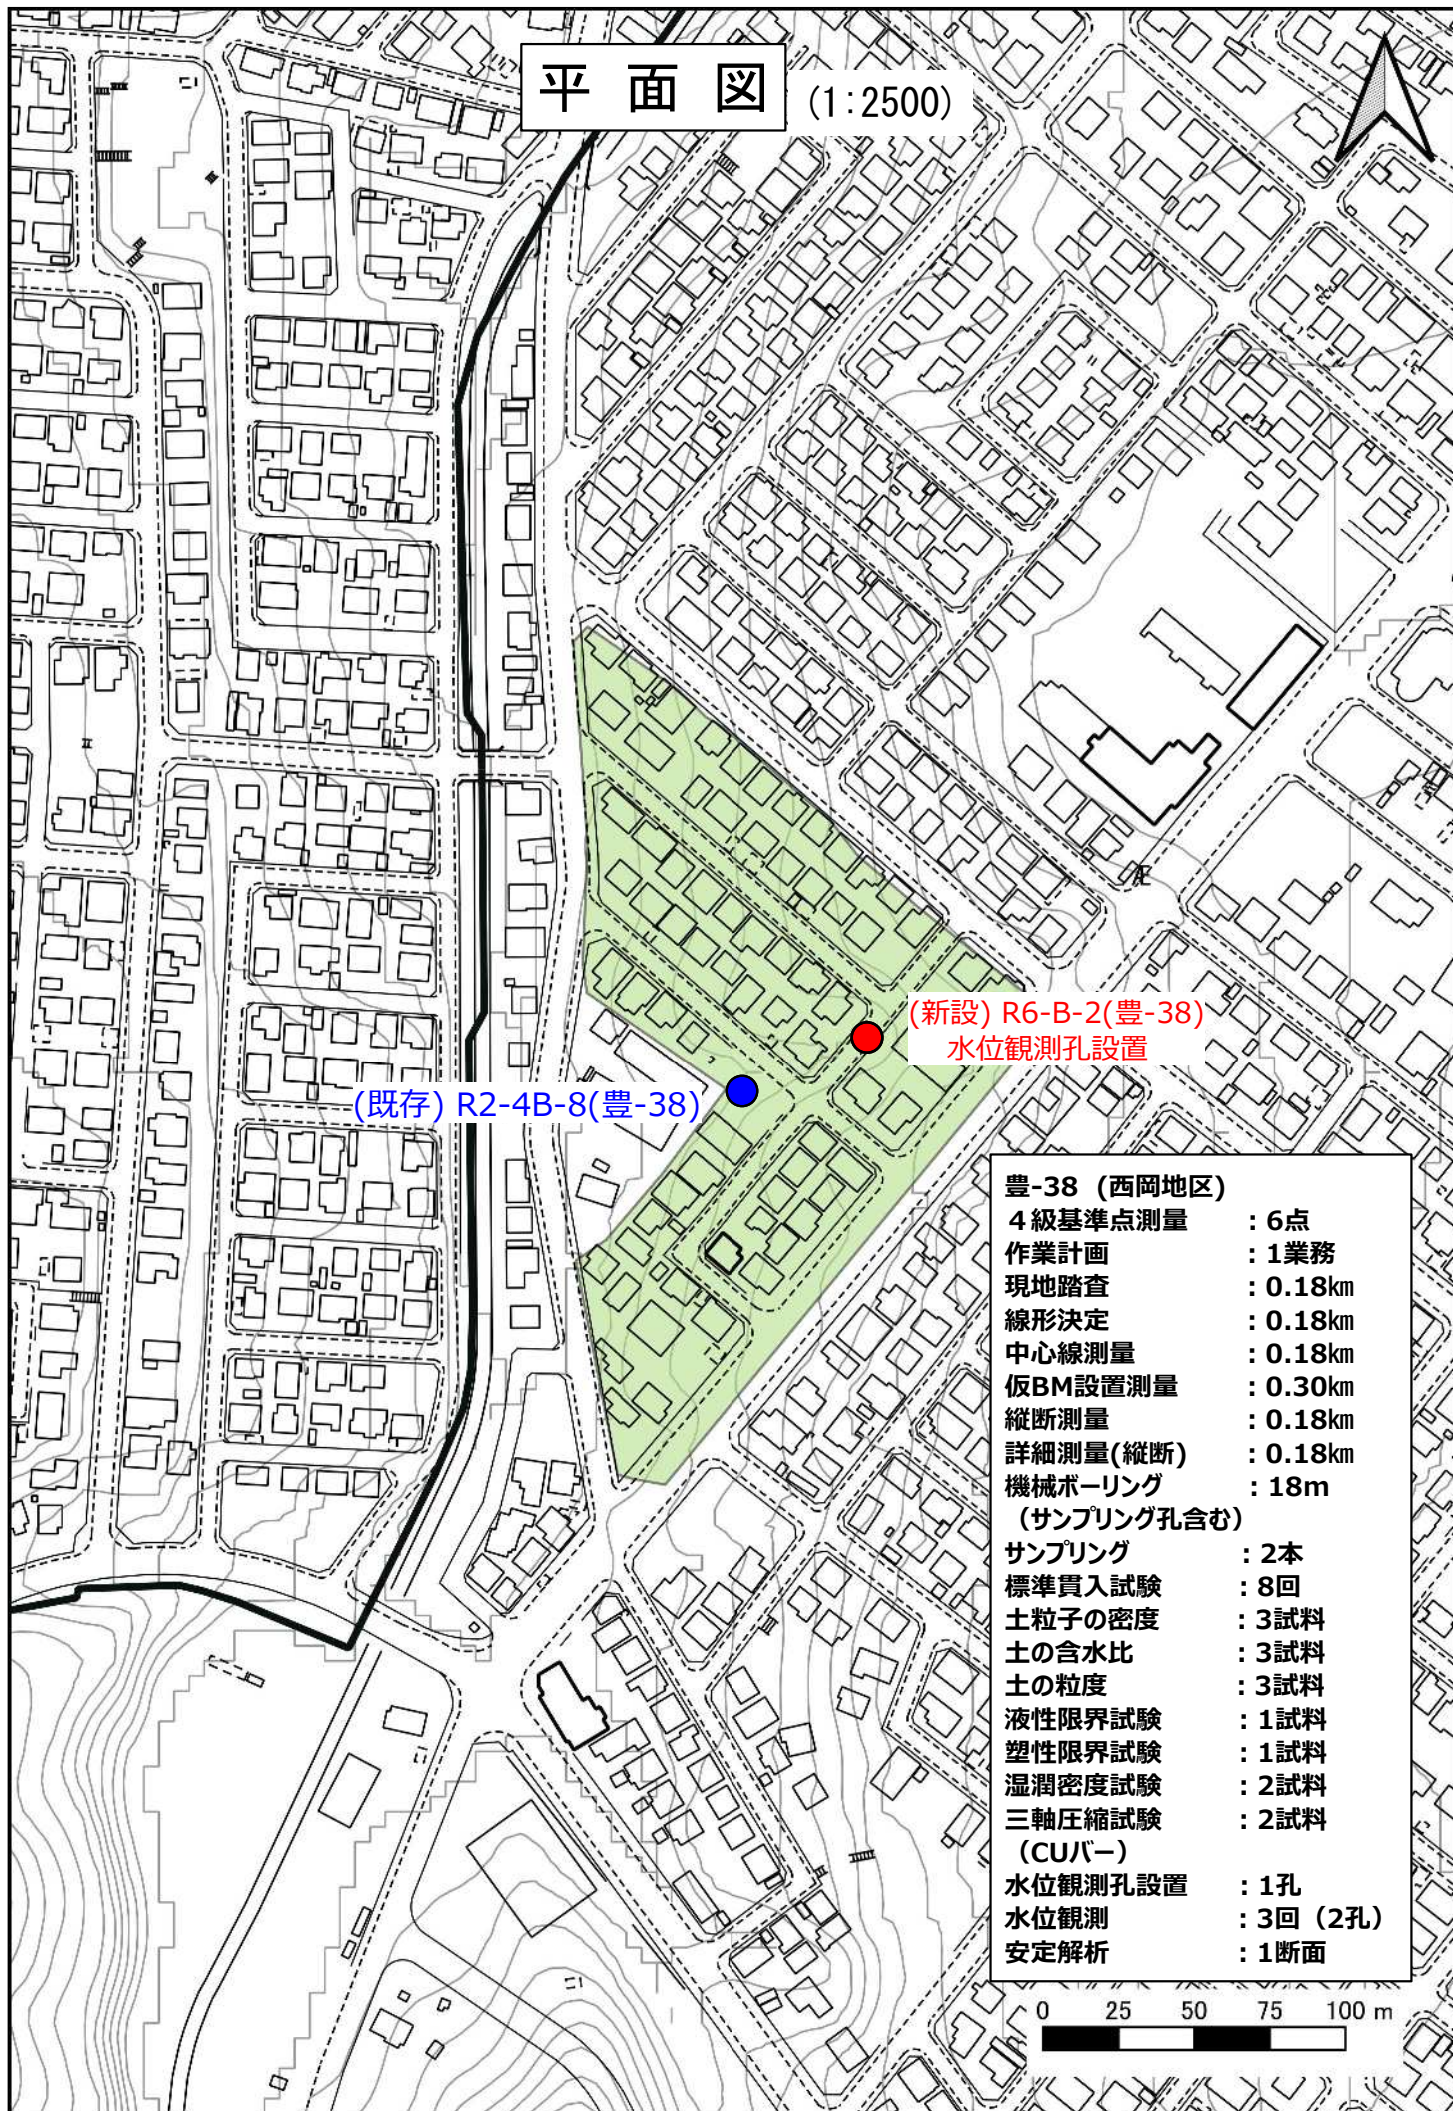 平面図 (1:2500)
(新設) R6-B-2(豊-38)
水位観測孔設置
(既存) R2-4B-8(豊-38)
豊-38 (西岡地区)
4級基準点測量 : 6点
作業計画 : 1業務
現地踏査 : 0.18㎞
線形決定 : 0.18㎞
中心線測量 : 0.18㎞
仮BM設置測量 : 0.30㎞
縦断測量 : 0.18㎞
詳細測量(縦断) : 0.18㎞
機械ボーリング : 18m
(サンプリング孔含む)
サンプリング : 2本
標準貫入試験 : 8回
土粒子の密度 : 3試料
土の含水比 : 3試料
土の粒度 : 3試料
液性限界試験 : 1試料
塑性限界試験 : 1試料
湿潤密度試験 : 2試料
三軸圧縮試験 : 2試料
(CUバー)
水位観測孔設置 : 1孔
水位観測 : 3回(2孔)
安定解析 : 1断面
0 25 50 75 100 m